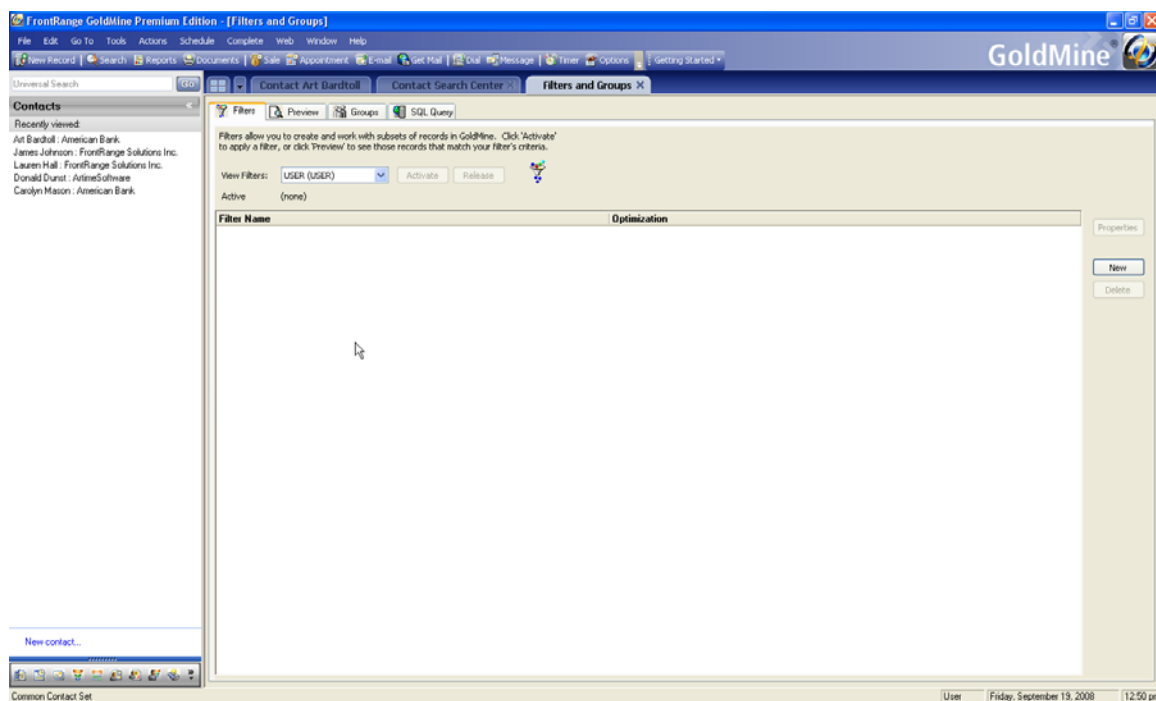 FrontRange GoldMine Premium Edition - [Filters and Groups]
File Edit Go To Tools Actions Schedule Complete Web Window Help
New Record Search Reports Documents Sale Appointment E-mail Get Mail Dial Message Timer Options Getting Started
GoldMine®
Universal Search Go
Contact Art Bardtoll Contact Search Center Filters and Groups
Contacts
Recently viewed:
Art Bardtoll : American Bank
James Johnson : FrontRange Solutions Inc.
Lauren Hall : FrontRange Solutions Inc.
Donald Dunst : ArtimeSoftware
Carolyn Mason : American Bank
Filters Preview Groups SQL Query
Filters allow you to create and work with subsets of records in GoldMine. Click 'Activate'
to apply a filter, or click 'Preview' to see those records that match your filter's criteria.
View Filters: USER (USER) Activate Release
Active (none)
Filter Name Optimization
Properties
New
Delete
New contact...
Common Contact Set User Friday, September 19, 2008 12:50 pm